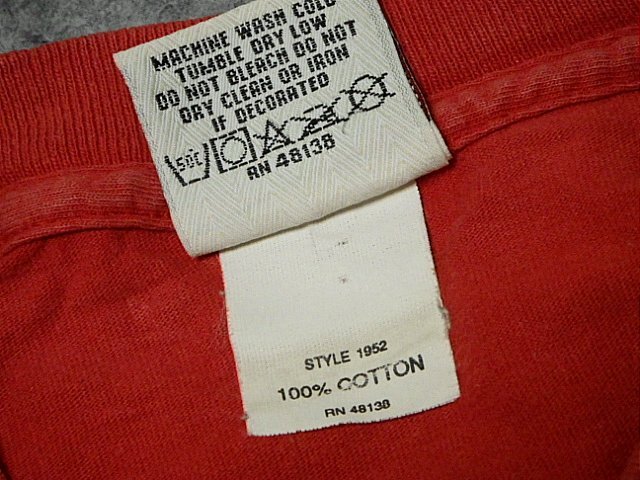 MACHINE WASH COLD
TUMBLE DRY LOW
DO NOT BLEACH DO NOT
DRY CLEAN OR IRON
IF DECORATED
50°C
RN 48138
STYLE 1952
100% COTTON
RN 48138